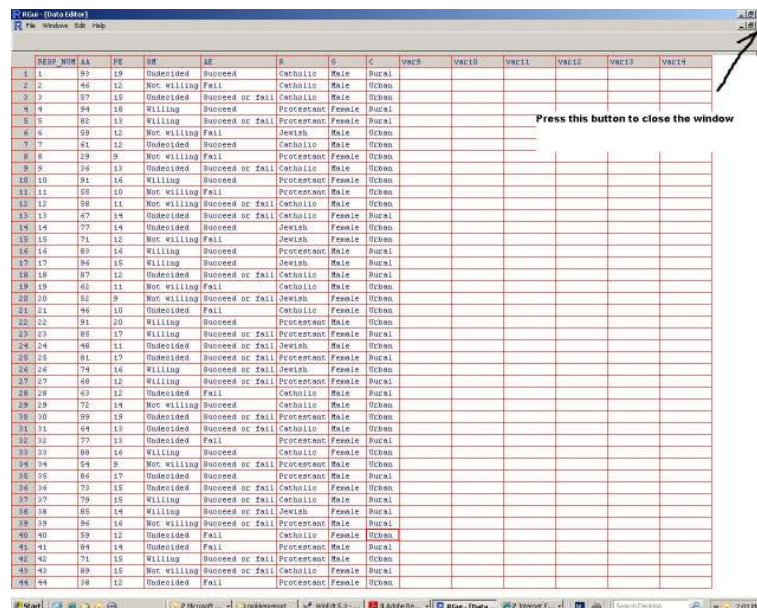 RGui - [Data Editor]
File Windows Edit Help
RESP_NUM AA PE SM AE R G C var9 var10 var11 var12 var13 var14
1 1 93 19 Undecided Succeed Catholic Male Rural
2 2 46 12 Not willing Fail Catholic Male Urban
3 3 57 15 Undecided Succeed or fail Catholic Male Urban
4 4 94 18 Willing Succeed Protestant Female Rural
5 5 82 13 Willing Succeed or fail Protestant Female Rural
Press this button to close the window
6 6 59 12 Not willing Fail Jewish Male Urban
7 7 61 12 Undecided Succeed Catholic Male Urban
8 8 29 9 Not willing Fail Protestant Male Urban
9 9 36 13 Undecided Succeed or fail Catholic Male Urban
10 10 91 16 Willing Succeed Protestant Female Urban
11 11 55 10 Not willing Fail Protestant Male Urban
12 12 58 11 Not willing Succeed or fail Catholic Male Urban
13 13 67 14 Undecided Succeed or fail Catholic Female Rural
14 14 77 14 Undecided Succeed Jewish Female Urban
15 15 71 12 Not willing Fail Jewish Female Urban
16 16 83 16 Willing Succeed Protestant Male Rural
17 17 96 15 Willing Succeed Jewish Male Rural
18 18 87 12 Undecided Succeed or fail Catholic Male Rural
19 19 62 11 Not willing Fail Catholic Male Urban
20 20 52 9 Not willing Succeed or fail Jewish Female Urban
21 21 46 10 Undecided Fail Catholic Male Urban
22 22 91 20 Willing Succeed Protestant Male Urban
23 23 85 17 Willing Succeed or fail Protestant Female Rural
24 24 48 11 Undecided Succeed or fail Jewish Male Urban
25 25 81 17 Undecided Succeed or fail Protestant Female Rural
26 26 74 16 Willing Succeed or fail Jewish Female Urban
27 27 68 12 Willing Succeed or fail Protestant Female Urban
28 28 63 12 Undecided Fail Catholic Female Rural
29 29 72 14 Not willing Succeed Catholic Male Rural
30 30 99 19 Undecided Succeed or fail Protestant Male Urban
31 31 64 13 Undecided Succeed or fail Catholic Female Urban
32 32 77 13 Undecided Fail Protestant Female Rural
33 33 88 16 Willing Succeed or fail Catholic Female Urban
34 34 54 9 Not willing Succeed or fail Protestant Male Urban
35 35 86 17 Undecided Succeed Protestant Male Rural
36 36 73 15 Undecided Succeed or fail Catholic Female Urban
37 37 79 15 Willing Succeed or fail Catholic Male Rural
38 38 85 14 Willing Succeed or fail Jewish Female Rural
39 39 96 16 Not willing Succeed or fail Protestant Male Rural
40 40 59 12 Undecided Fail Catholic Female Urban
41 41 84 14 Undecided Fail Protestant Male Rural
42 42 71 15 Willing Succeed or fail Protestant Male Urban
43 43 89 15 Not willing Succeed or fail Catholic Male Rural
44 44 38 12 Undecided Fail Protestant Female Urban
Start 2 Microsoft ... WinEdt 5.3 - ... RGui - [Data... 2 Internet E... Search Desktop